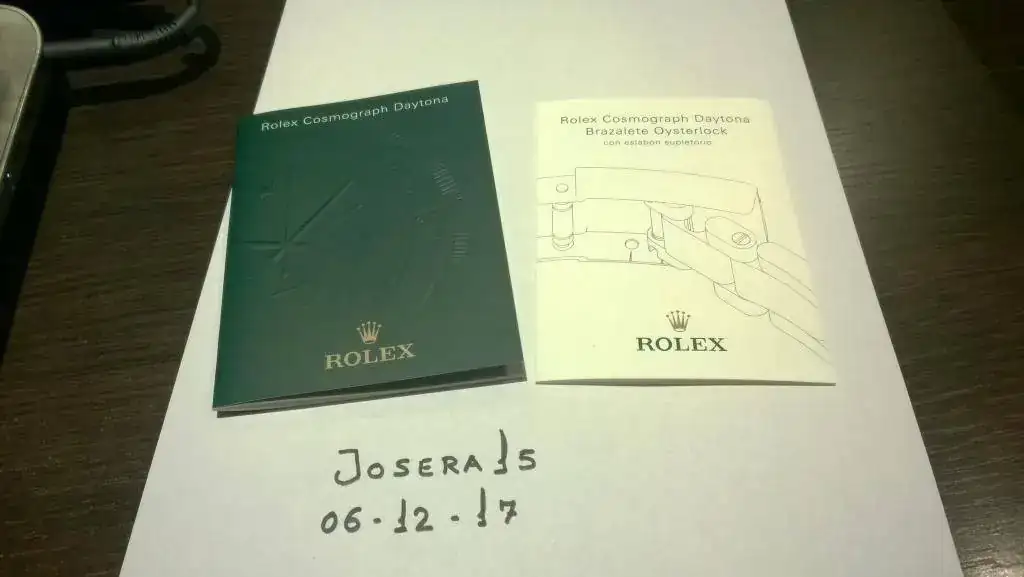 Rolex Cosmograph Daytona
ROLEX
Rolex Cosmograph Daytona
Brazalete Oysterlock
con eslabón supletorio
ROLEX
JOSERA15
06-12-17